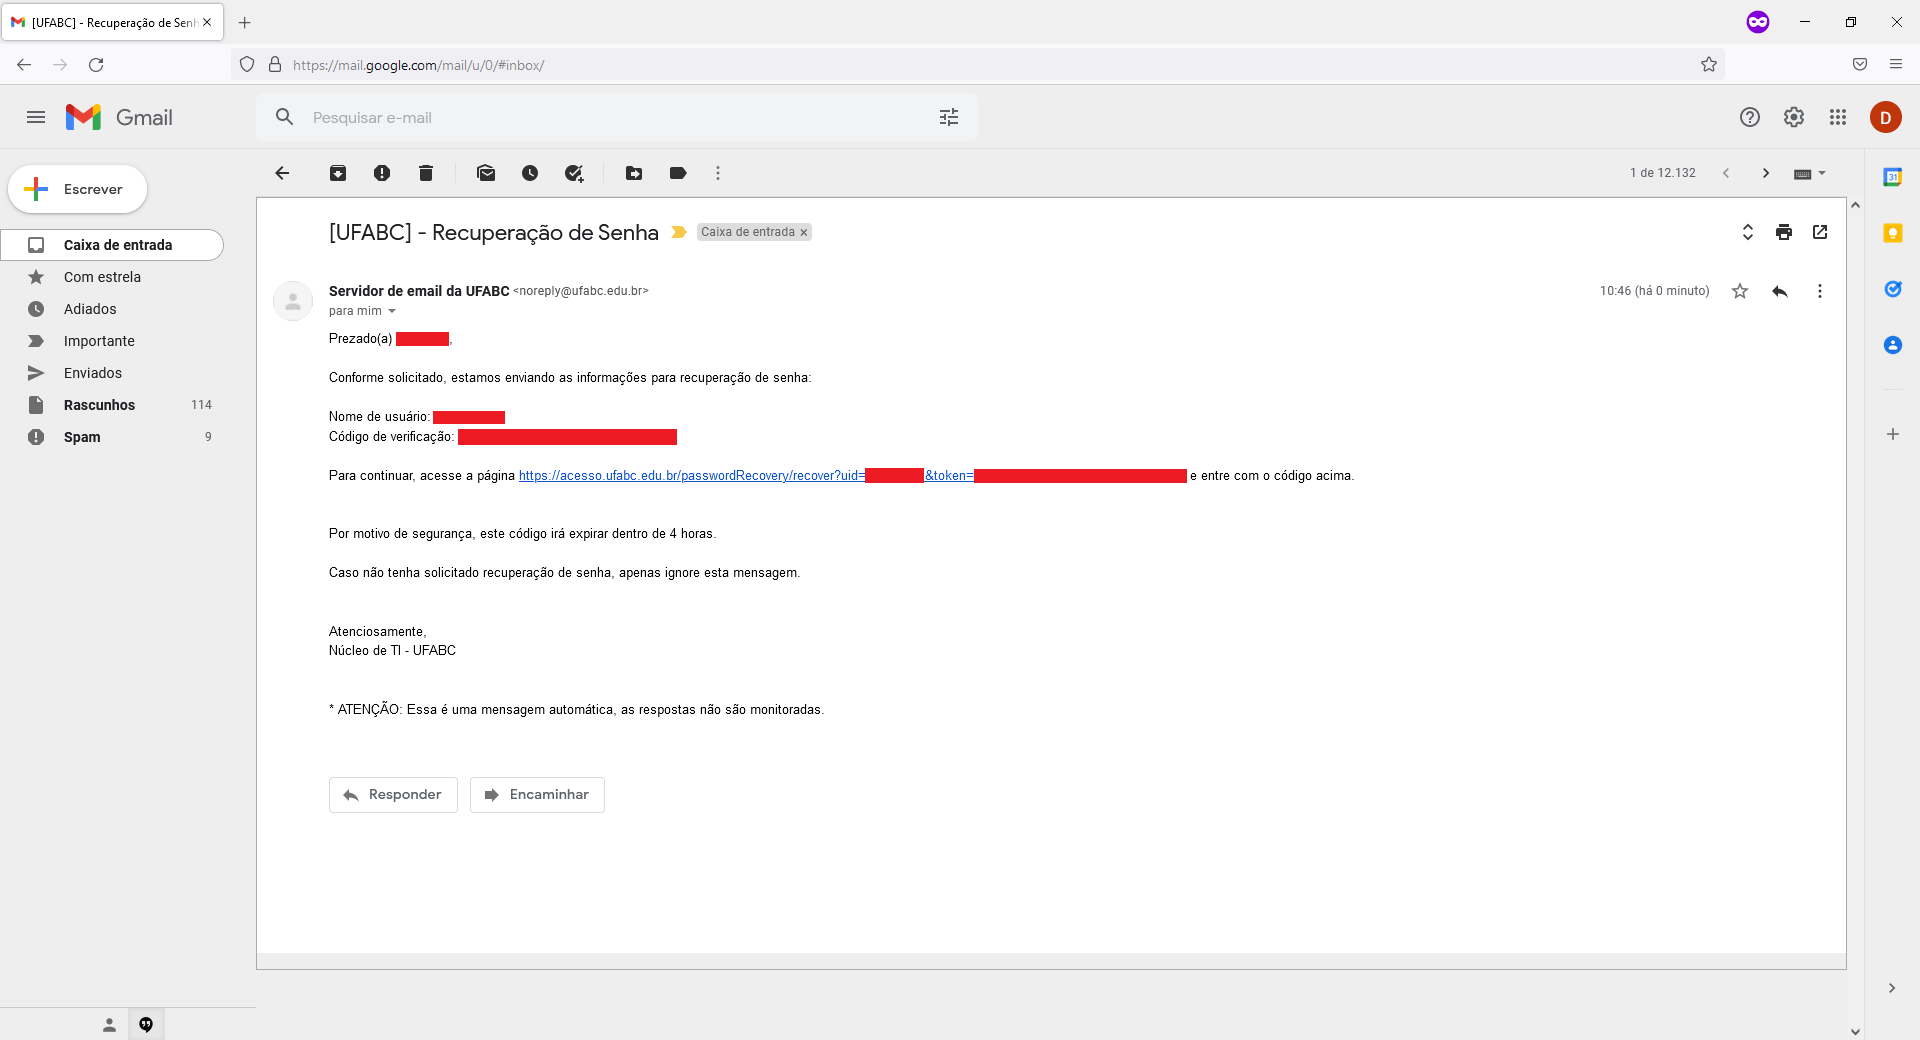 [UFABC] - Recuperação de Senh
https://mail.google.com/mail/u/0/#inbox/
Gmail
Pesquisar e-mail
D
Escrever
1 de 12.132
31
Caixa de entrada
Com estrela
Adiados
Importante
Enviados
Rascunhos 114
Spam 9
[UFABC] - Recuperação de Senha Caixa de entrada ×
Servidor de email da UFABC <noreply@ufabc.edu.br> 10:46 (há 0 minuto)
para mim
Prezado(a) ,
Conforme solicitado, estamos enviando as informações para recuperação de senha:
Nome de usuário:
Código de verificação:
Para continuar, acesse a página https://acesso.ufabc.edu.br/passwordRecovery/recover?uid= &token= e entre com o código acima.
Por motivo de segurança, este código irá expirar dentro de 4 horas.
Caso não tenha solicitado recuperação de senha, apenas ignore esta mensagem.
Atenciosamente,
Núcleo de TI - UFABC
* ATENÇÃO: Essa é uma mensagem automática, as respostas não são monitoradas.
Responder Encaminhar